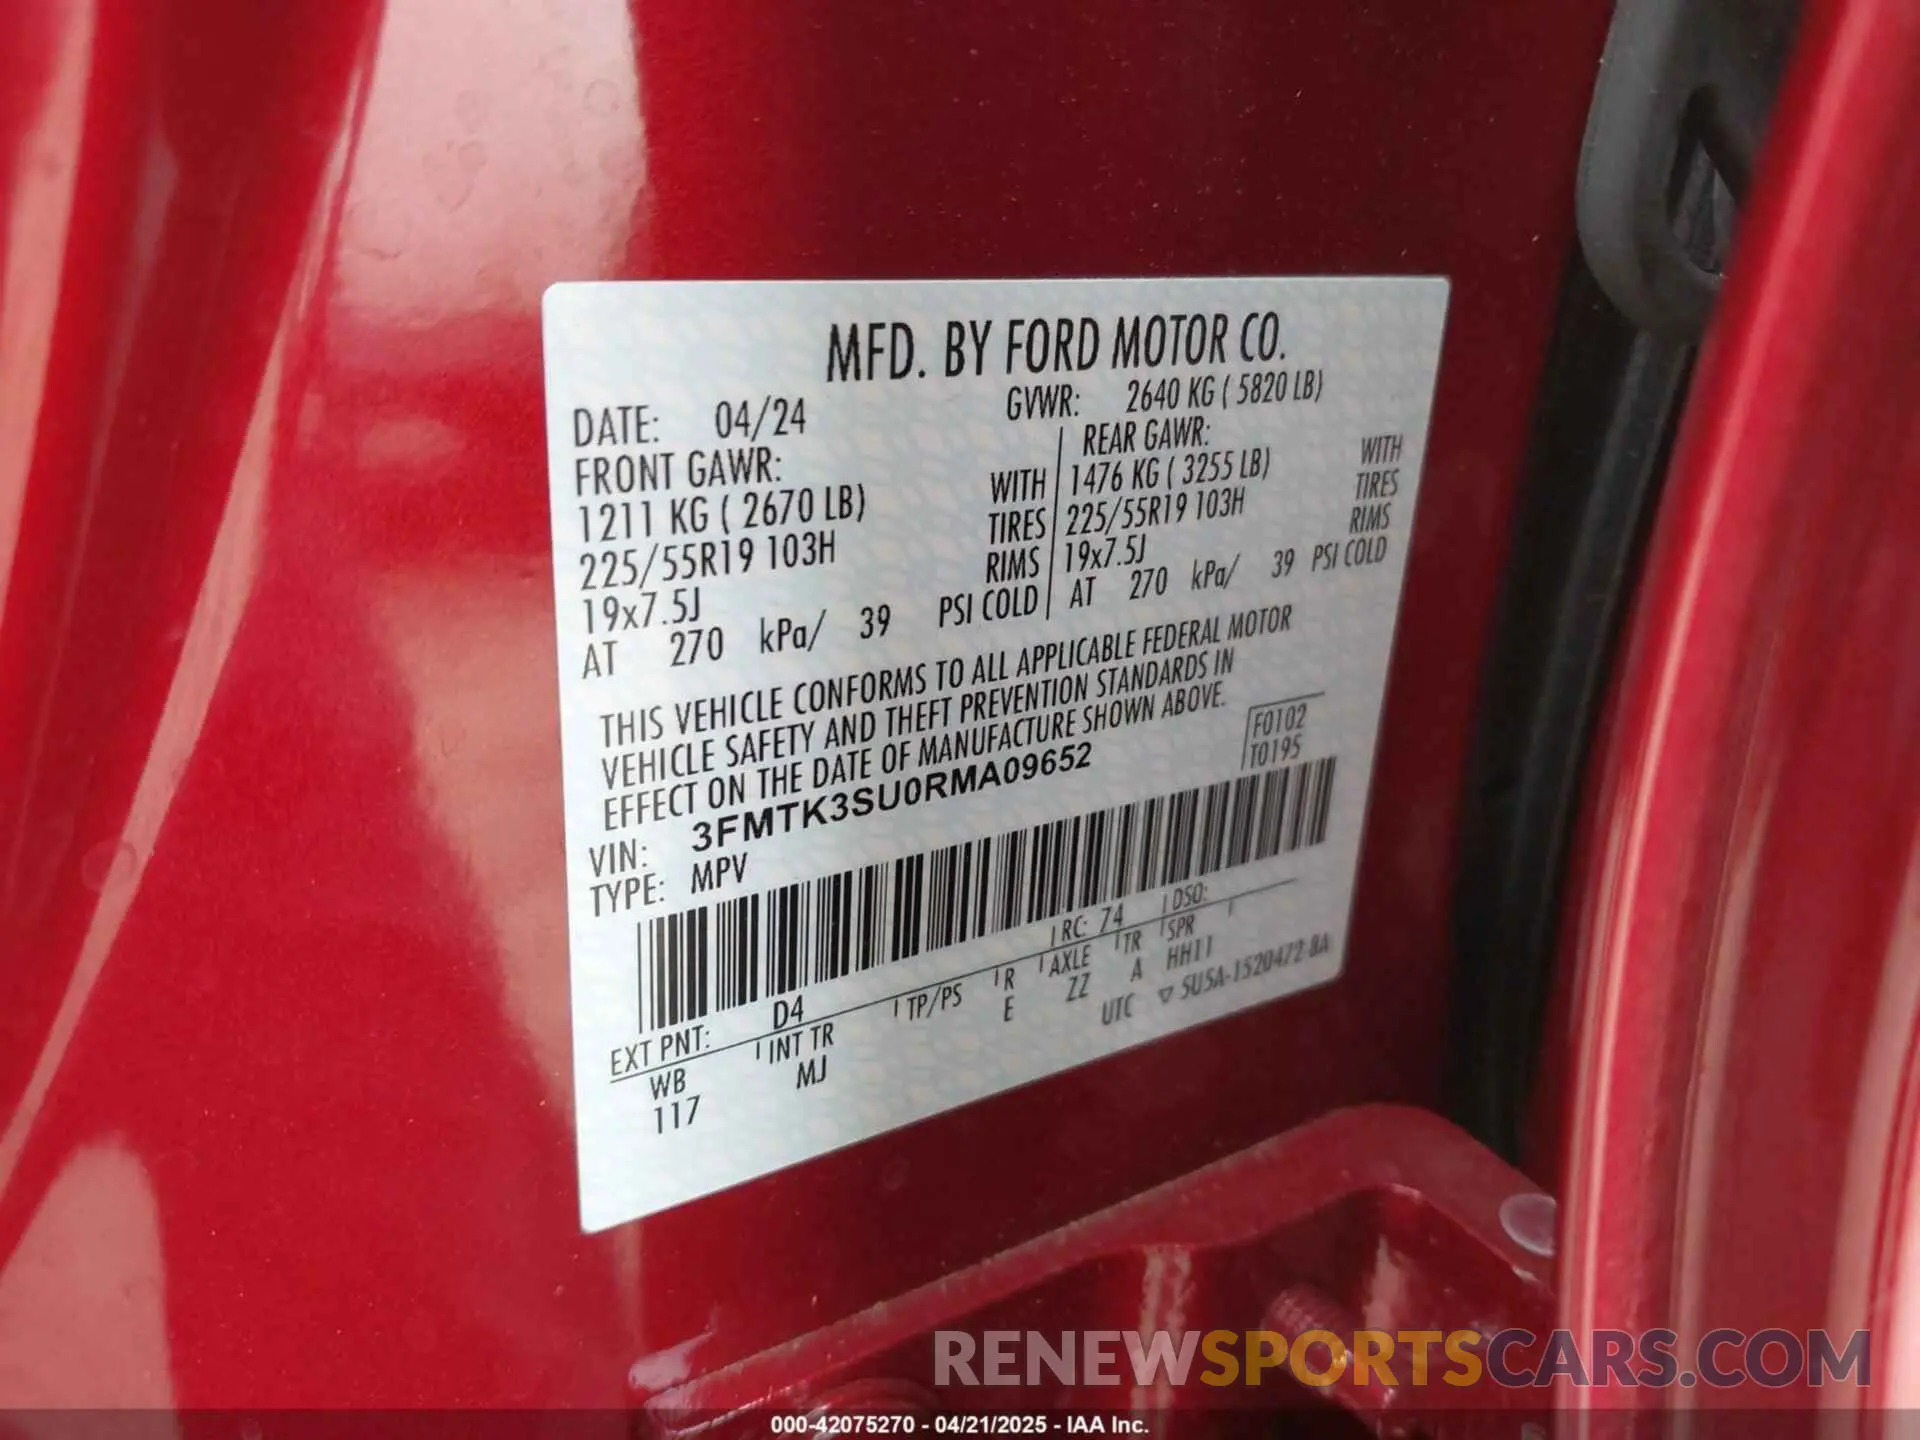 MFD. BY FORD MOTOR CO.
DATE: 04/24 GVWR: 2640 KG ( 5820 LB)
FRONT GAWR: REAR GAWR:
1211 KG ( 2670 LB) WITH 1476 KG ( 3255 LB) WITH
225/55R19 103H TIRES 225/55R19 103H TIRES
19x7.5J RIMS 19x7.5J RIMS
AT 270 kPa/ 39 PSI COLD AT 270 kPa/ 39 PSI COLD
THIS VEHICLE CONFORMS TO ALL APPLICABLE FEDERAL MOTOR
VEHICLE SAFETY AND THEFT PREVENTION STANDARDS IN
EFFECT ON THE DATE OF MANUFACTURE SHOWN ABOVE.
F0102
T0195
VIN: 3FMTK3SU0RMA09652
TYPE: MPV
EXT PNT: D4 RC: 74 DSO:
WB INT TR TP/PS R AXLE TR SPR
117 MJ E ZZ A HH11
UTC ▽ SU5A-1520472-BA
RENEWSPORTSCARS.COM
000-42075270 - 04/21/2025 - IAA Inc.